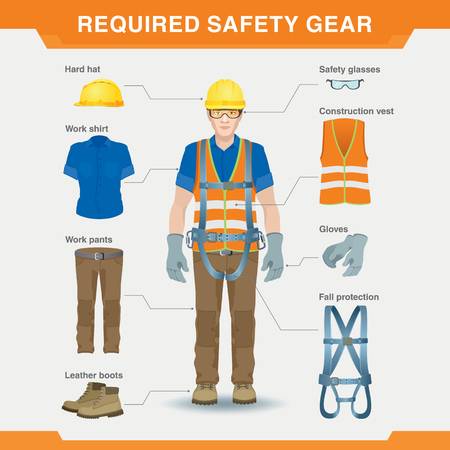 REQUIRED SAFETY GEAR
Hard hat
Safety glasses
Work shirt
Construction vest
Work pants
Gloves
Leather boots
Fall protection